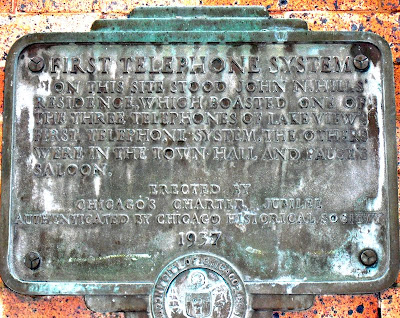 FIRST TELEPHONE SYSTEM
ON THIS SITE STOOD JOHN N. HILLS
RESIDENCE, WHICH BOASTED ONE OF
THE THREE TELEPHONES OF LAKE VIEW'S
FIRST TELEPHONE SYSTEM. THE OTHERS
WERE IN THE TOWN HALL AND
SALOON.
ERECTED BY
CHICAGO'S CHARTER JUBILEE
AUTHENTICATED BY CHICAGO HISTORICAL SOCIETY
1937